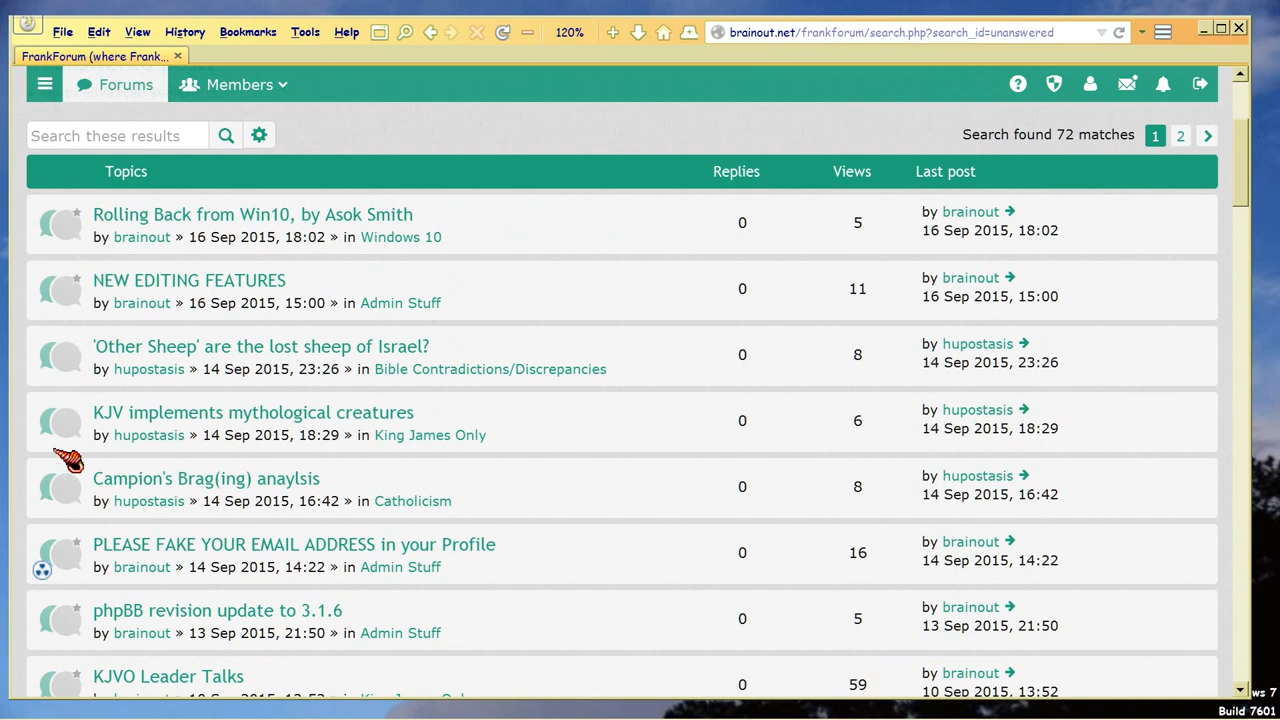 File Edit View History Bookmarks Tools Help 120% brainout.net/frankforum/search.php?search_id=unanswered
FrankForum (where Frank...
Forums Members
Search these results
Search found 72 matches 1 2
Topics Replies Views Last post
Rolling Back from Win10, by Asok Smith
by brainout » 16 Sep 2015, 18:02 » in Windows 10
0 5
by brainout
16 Sep 2015, 18:02
NEW EDITING FEATURES
by brainout » 16 Sep 2015, 15:00 » in Admin Stuff
0 11
by brainout
16 Sep 2015, 15:00
'Other Sheep' are the lost sheep of Israel?
by hupostasis » 14 Sep 2015, 23:26 » in Bible Contradictions/Discrepancies
0 8
by hupostasis
14 Sep 2015, 23:26
KJV implements mythological creatures
by hupostasis » 14 Sep 2015, 18:29 » in King James Only
0 6
by hupostasis
14 Sep 2015, 18:29
Campion's Brag(ing) anaylsis
by hupostasis » 14 Sep 2015, 16:42 » in Catholicism
0 8
by hupostasis
14 Sep 2015, 16:42
PLEASE FAKE YOUR EMAIL ADDRESS in your Profile
by brainout » 14 Sep 2015, 14:22 » in Admin Stuff
0 16
by brainout
14 Sep 2015, 14:22
phpBB revision update to 3.1.6
by brainout » 13 Sep 2015, 21:50 » in Admin Stuff
0 5
by brainout
13 Sep 2015, 21:50
KJVO Leader Talks
0 59
by brainout
10 Sep 2015, 13:52
ws 7
Build 7601